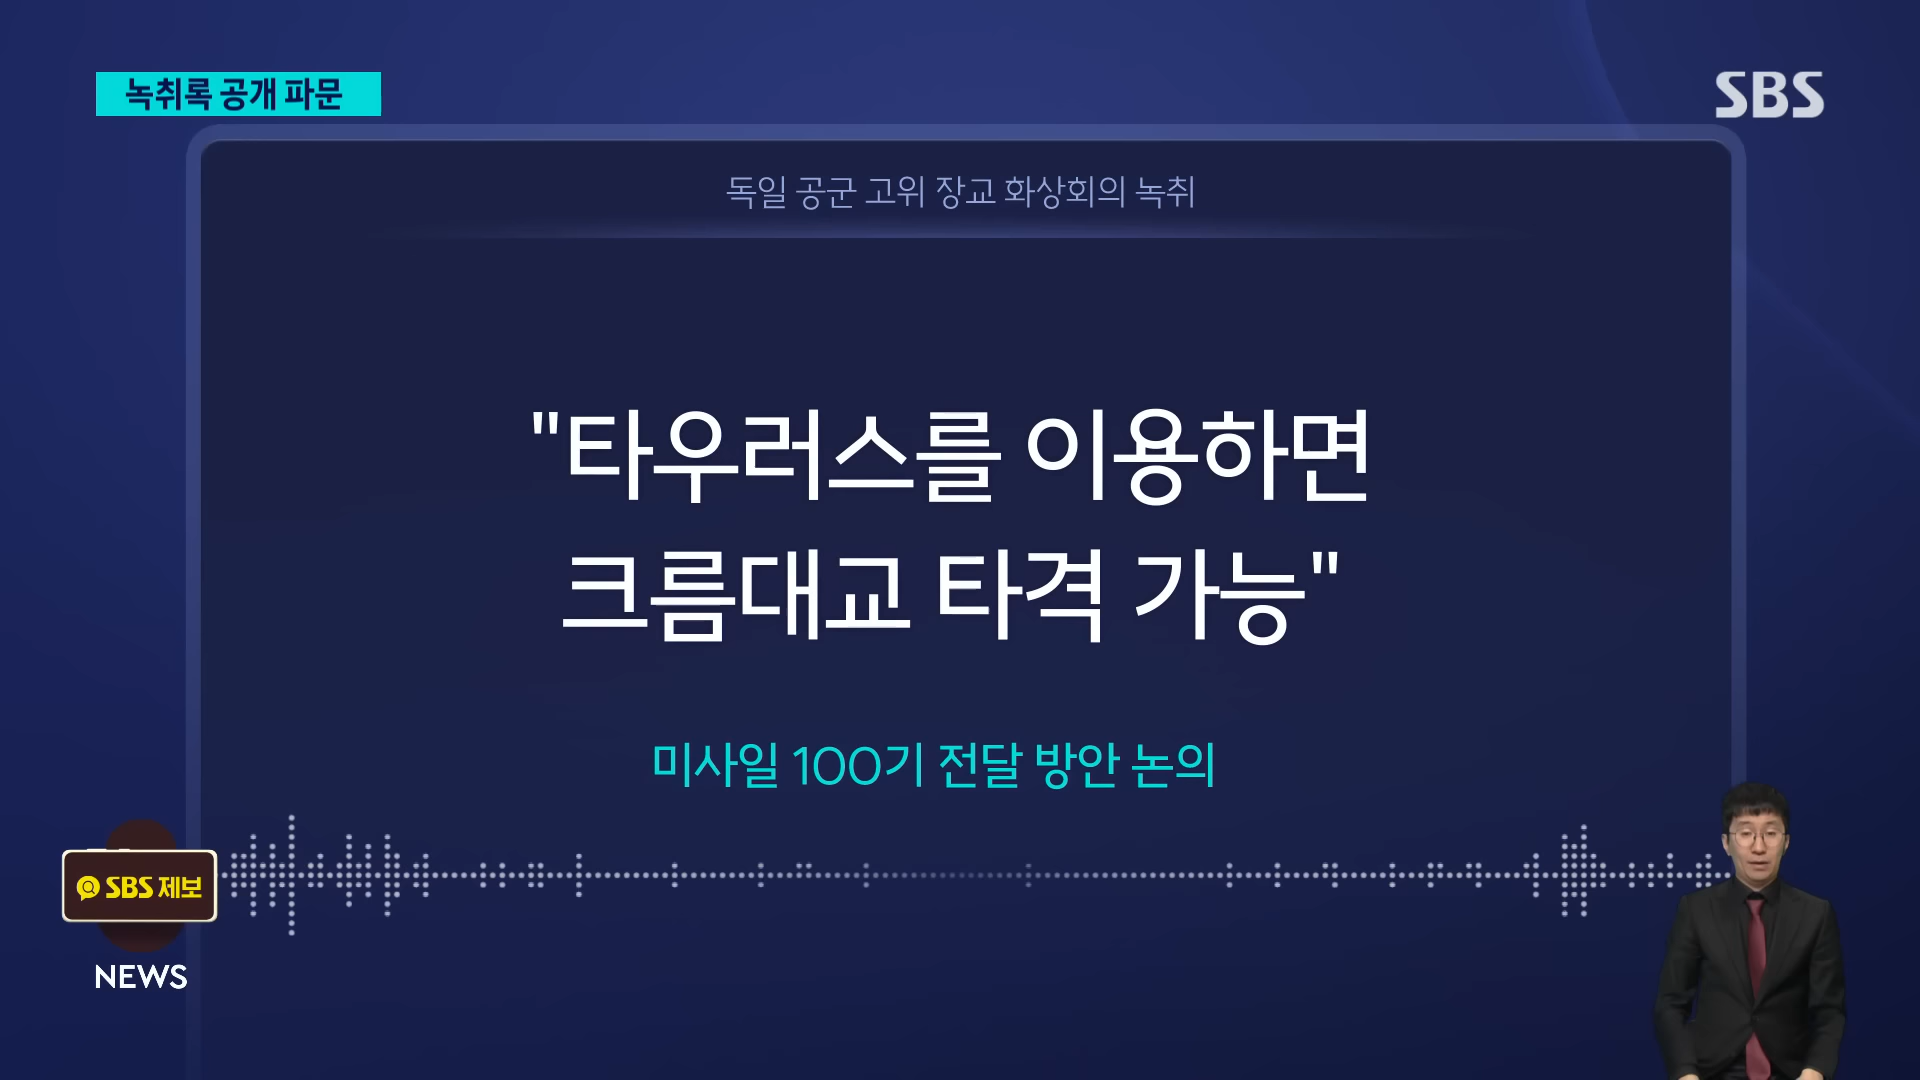 녹취록 공개 파문
SBS
독일 공군 고위 장교 화상회의 녹취
"타우러스를 이용하면
크름대교 타격 가능"
미사일 100기 전달 방안 논의
SBS 제보
NEWS